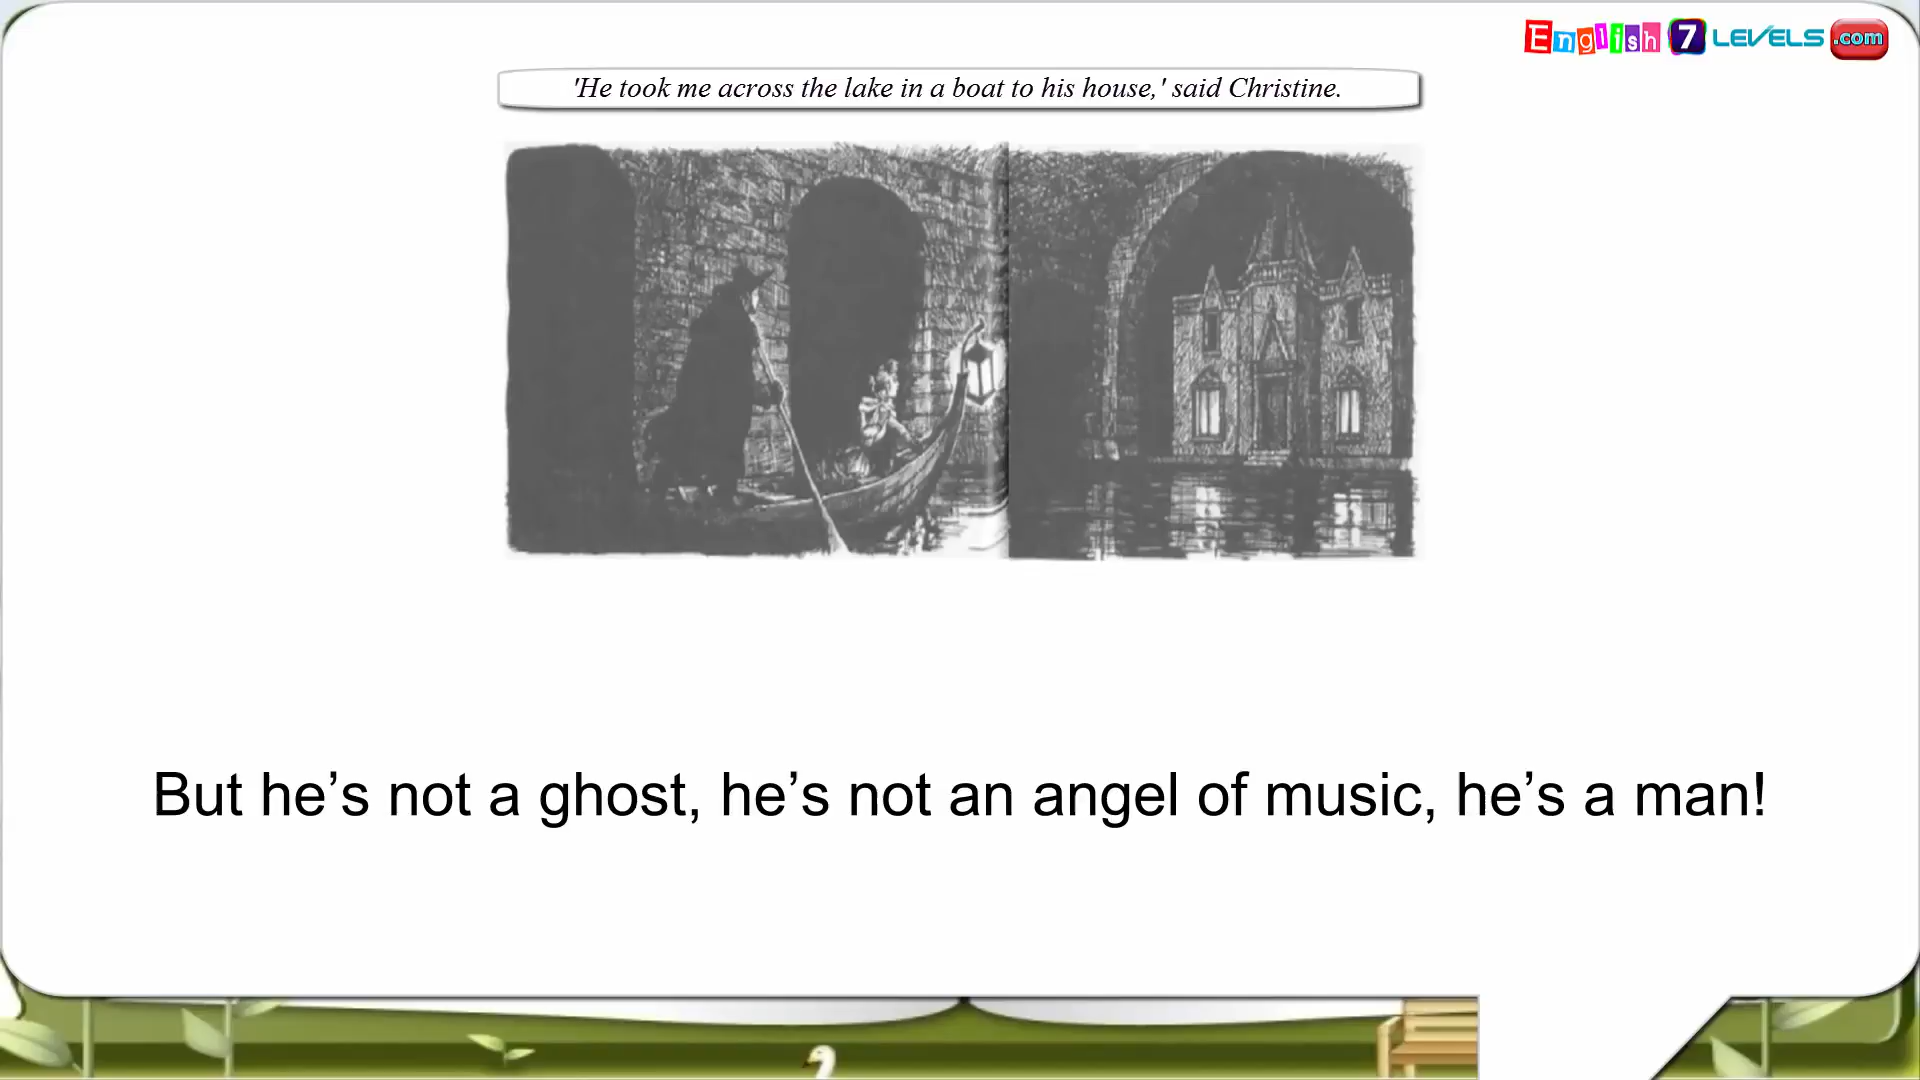 English 7 LEVELS .com
'He took me across the lake in a boat to his house,' said Christine.
But he’s not a ghost, he’s not an angel of music, he’s a man!